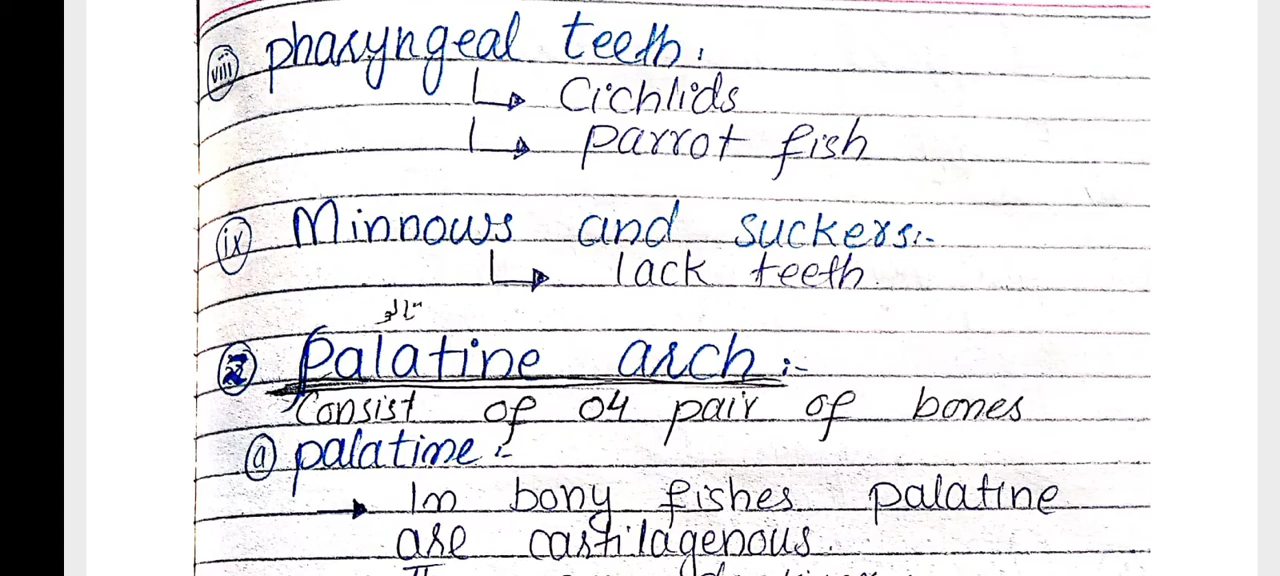 (viii) pharyngeal teeth.
↳ Cichlids
↳ parrot fish
(ix) Minnows and suckers:-
↳ lack teeth.
تالو
(2) Palatine arch :-
Consist of 04 pair of bones
(a) palatine :-
→ In bony fishes palatine
are cartilagenous.